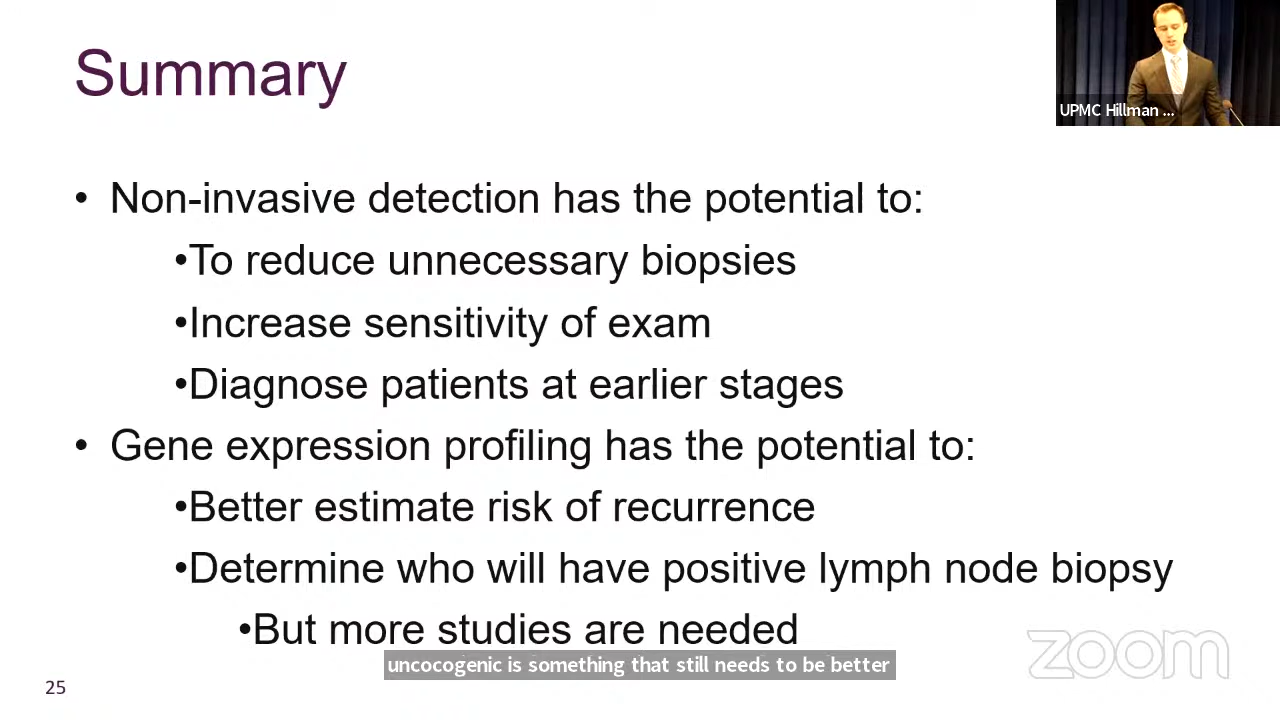 Summary
UPMC Hillman ...
• Non-invasive detection has the potential to:
•To reduce unnecessary biopsies
•Increase sensitivity of exam
•Diagnose patients at earlier stages
• Gene expression profiling has the potential to:
•Better estimate risk of recurrence
•Determine who will have positive lymph node biopsy
•But more studies are needed
uncocogenic is something that still needs to be better
zoom
25